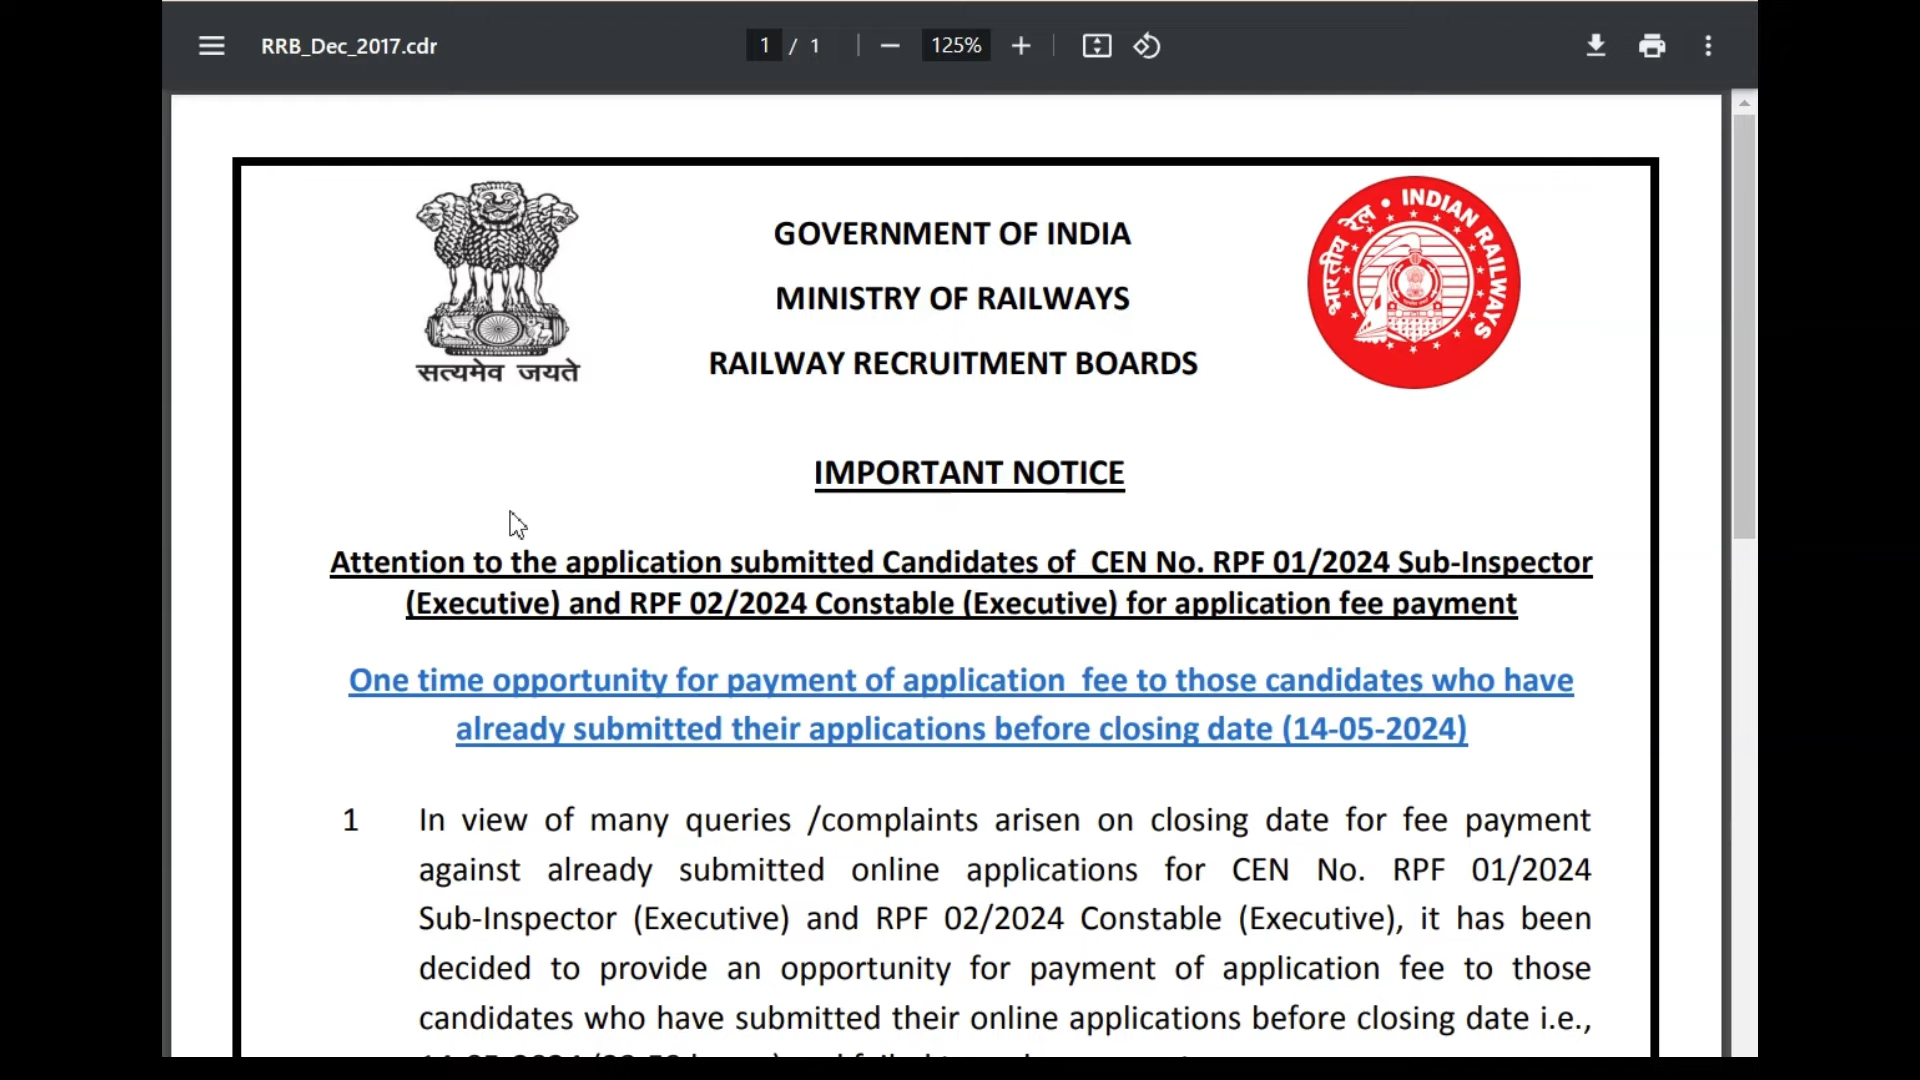 RRB_Dec_2017.cdr
1 / 1
125%
GOVERNMENT OF INDIA
MINISTRY OF RAILWAYS
RAILWAY RECRUITMENT BOARDS
सत्यमेव जयते
भारतीय रेल • INDIAN RAILWAYS
IMPORTANT NOTICE
Attention to the application submitted Candidates of CEN No. RPF 01/2024 Sub-Inspector
(Executive) and RPF 02/2024 Constable (Executive) for application fee payment
One time opportunity for payment of application fee to those candidates who have
already submitted their applications before closing date (14-05-2024)
1 In view of many queries /complaints arisen on closing date for fee payment
against already submitted online applications for CEN No. RPF 01/2024
Sub-Inspector (Executive) and RPF 02/2024 Constable (Executive), it has been
decided to provide an opportunity for payment of application fee to those
candidates who have submitted their online applications before closing date i.e.,